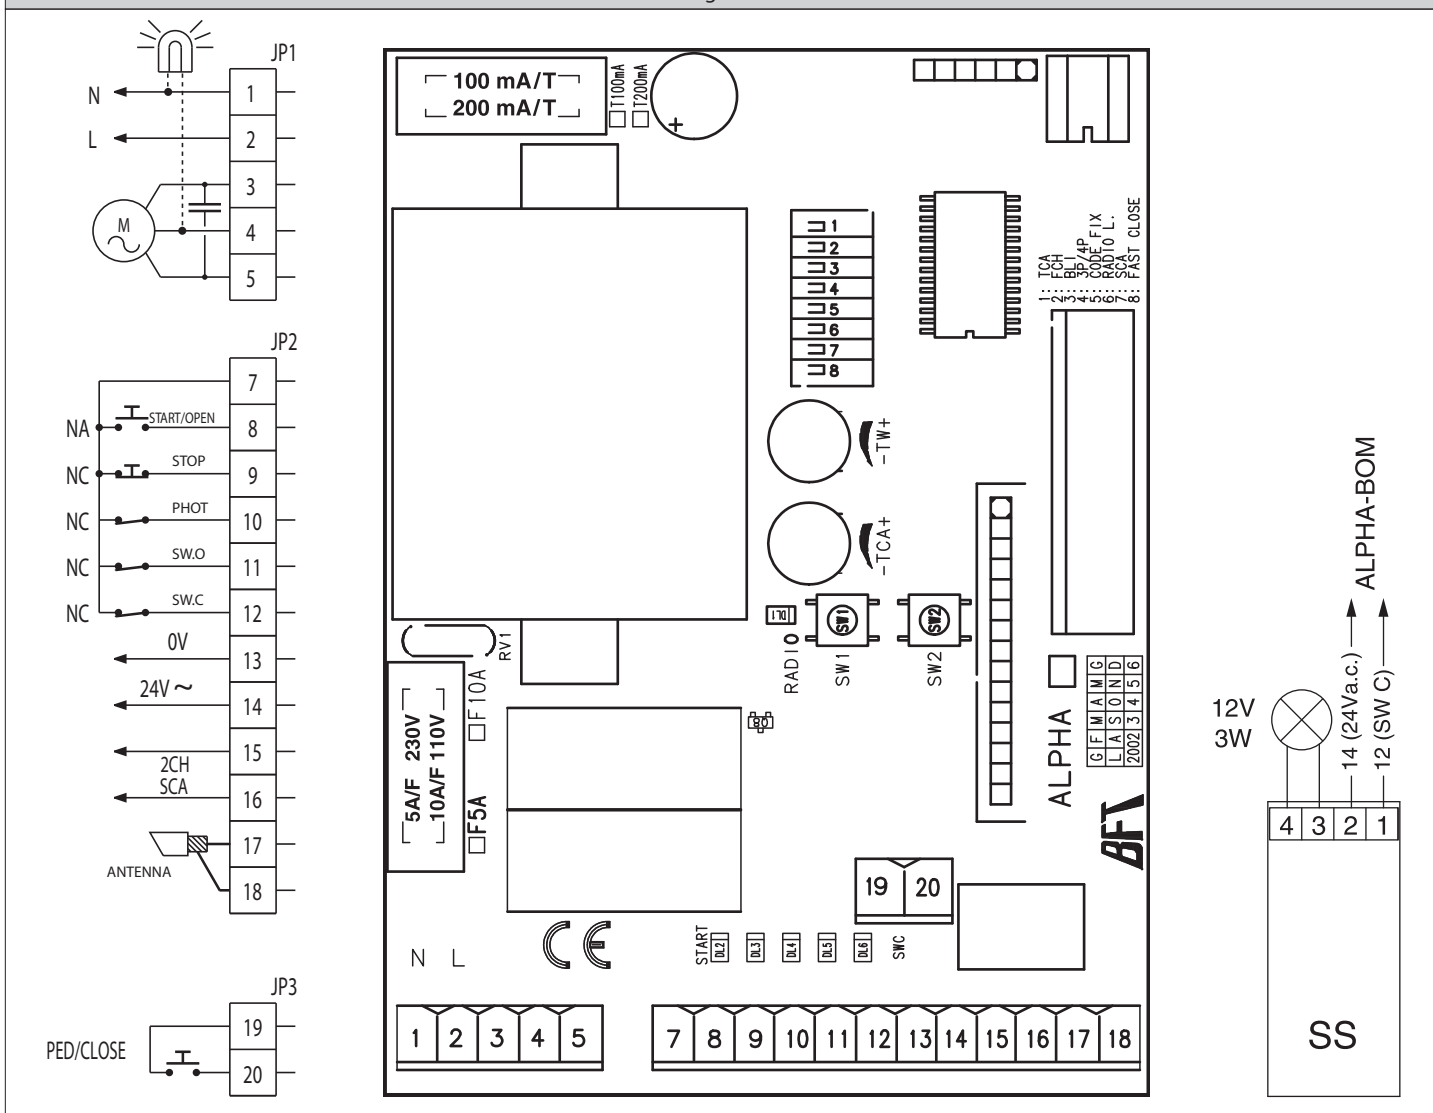 JP1
N
1
L
2
3
M
4
5
JP2
7
NA
START/OPEN
8
NC
STOP
9
NC
PHOT
10
NC
SW.O
11
NC
SW.C
12
0V
13
24V ~
14
15
2CH
SCA
16
17
ANTENNA
18
JP3
19
PED/CLOSE
20
100 mA/T
200 mA/T
T100mA
T200mA
+
1
2
3
4
5
6
7
8
1: TCA
2: FCH
3: BLI
4: 3P/4P
5: CODE FIX
6: RADIO L.
7: SCA
8: FAST CLOSE
-TW+
-TCA+
DL1
RADIO
SW1
SW1
SW2
SW2
RV1
F10A
5A/F 230V
10A/F 110V
F5A
ALPHA
G F M A M G
L A S O N D
2002 3 4 5 6
BFT
19 20
N L
CE
START
DL2
DL3
DL4
DL5
DL6
SWC
1 2 3 4 5
7 8 9 10 11 12 13 14 15 16 17 18
ALPHA-BOM
14 (24Va.c.)
12 (SW C)
12V
3W
4 3 2 1
SS